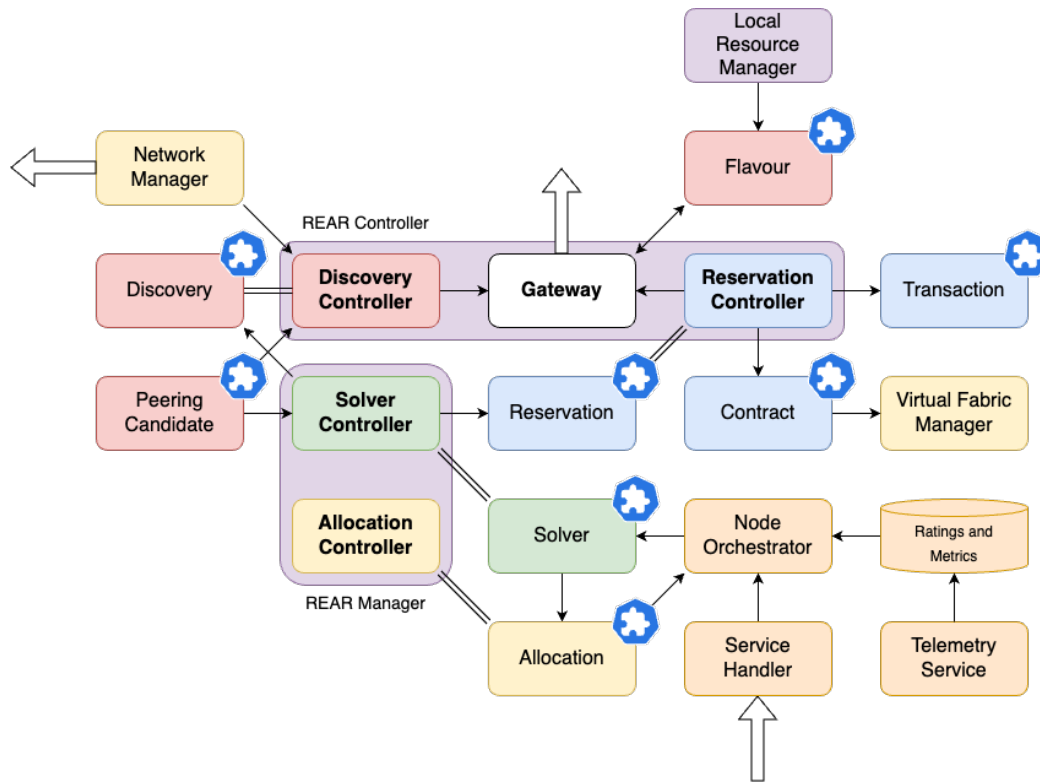 Local
Resource
Manager
Network
Manager
Flavour
REAR Controller
Discovery
Discovery
Controller
Gateway
Reservation
Controller
Transaction
Peering
Candidate
Solver
Controller
Reservation
Contract
Virtual Fabric
Manager
Allocation
Controller
Solver
Node
Orchestrator
Ratings and
Metrics
REAR Manager
Allocation
Service
Handler
Telemetry
Service